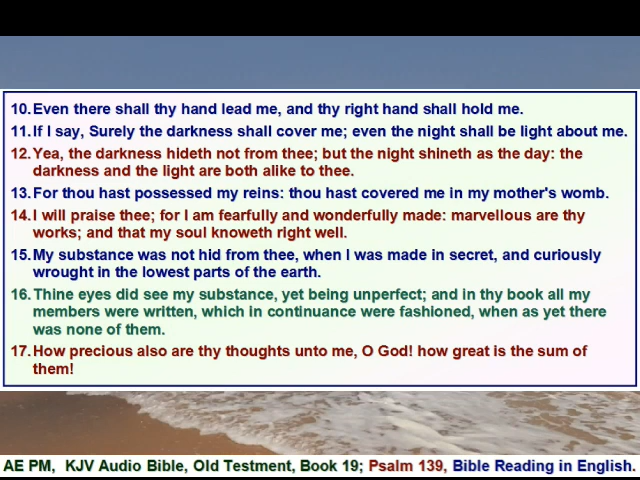 10. Even there shall thy hand lead me, and thy right hand shall hold me.
11. If I say, Surely the darkness shall cover me; even the night shall be light about me.
12. Yea, the darkness hideth not from thee; but the night shineth as the day: the
darkness and the light are both alike to thee.
13. For thou hast possessed my reins: thou hast covered me in my mother's womb.
14. I will praise thee; for I am fearfully and wonderfully made: marvellous are thy
works; and that my soul knoweth right well.
15. My substance was not hid from thee, when I was made in secret, and curiously
wrought in the lowest parts of the earth.
16. Thine eyes did see my substance, yet being unperfect; and in thy book all my
members were written, which in continuance were fashioned, when as yet there
was none of them.
17. How precious also are thy thoughts unto me, O God! how great is the sum of
them!
AE PM, KJV Audio Bible, Old Testment, Book 19; Psalm 139, Bible Reading in English.